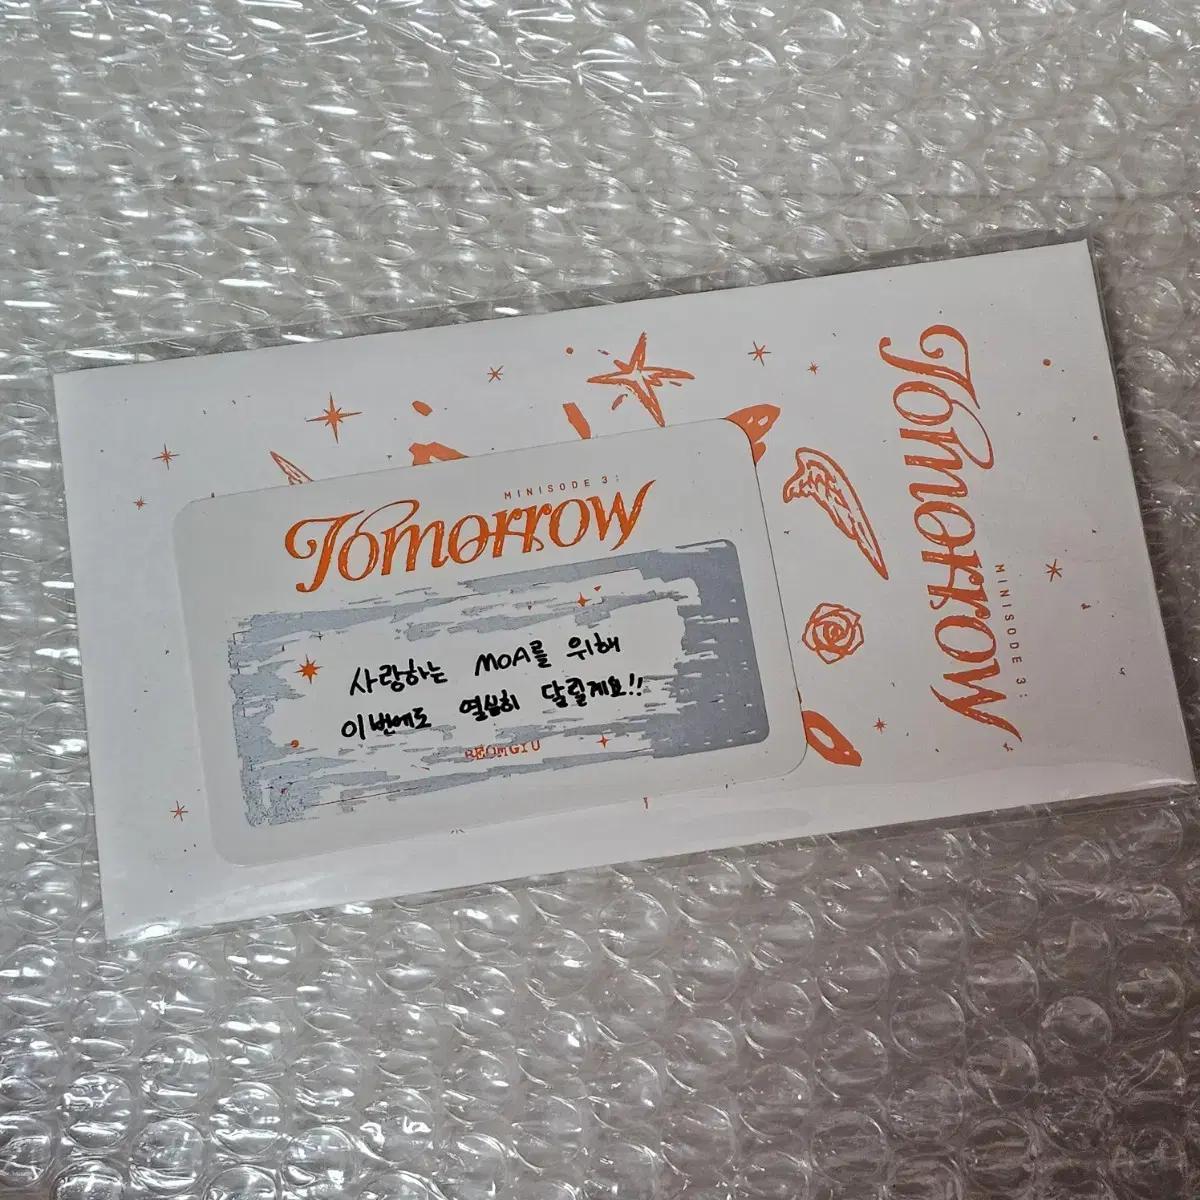 MINISODE 3:
Tomorrow
사랑하는 MOA를 위해
이번에도 열심히 달릴게요!!
BEOMGYU
Tomorrow
MINISODE 3: